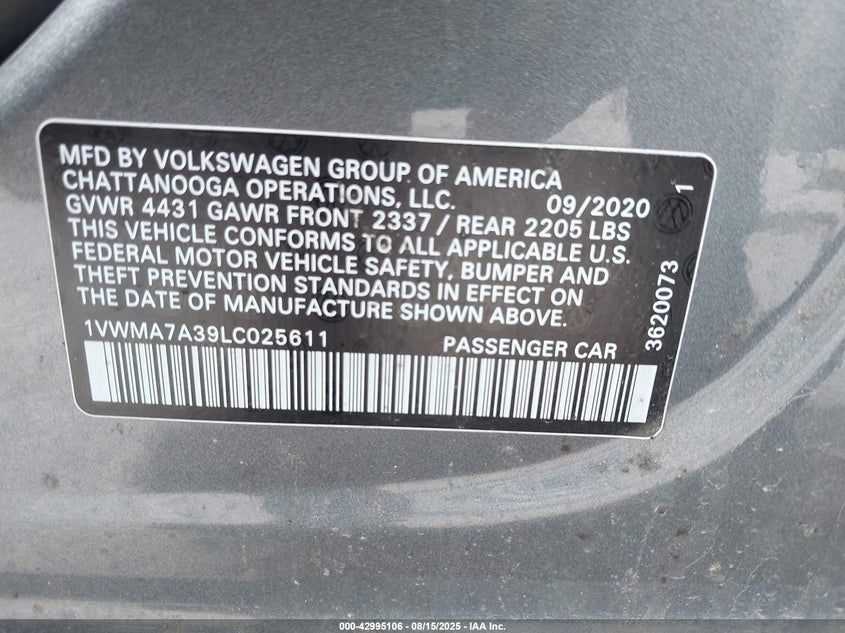 MFD BY VOLKSWAGEN GROUP OF AMERICA
CHATTANOOGA OPERATIONS, LLC. 09/2020
GVWR 4431 GAWR FRONT 2337 / REAR 2205 LBS
THIS VEHICLE CONFORMS TO ALL APPLICABLE U.S.
FEDERAL MOTOR VEHICLE SAFETY, BUMPER AND
THEFT PREVENTION STANDARDS IN EFFECT ON
THE DATE OF MANUFACTURE SHOWN ABOVE.
1VWMA7A39LC025611 PASSENGER CAR
3620073 1
000-42995106 - 08/15/2025 - IAA Inc.